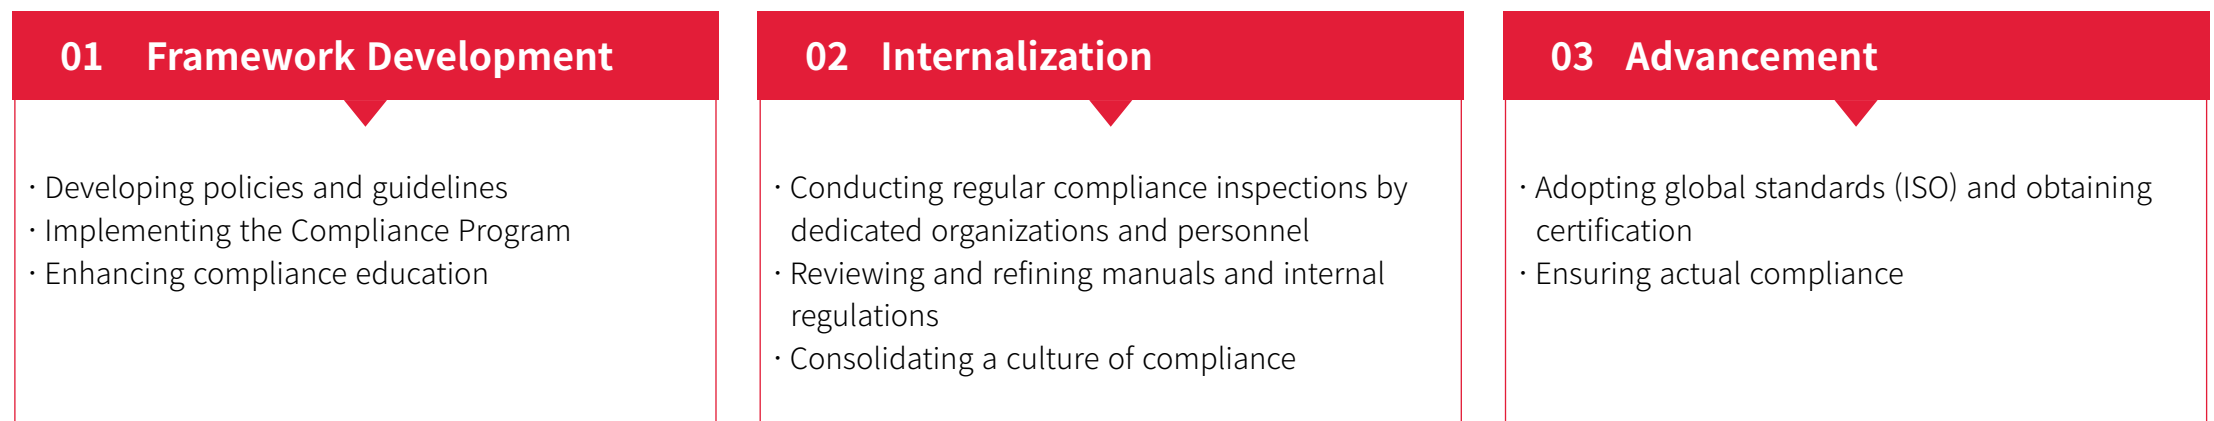 01 Framework Development
· Developing policies and guidelines
· Implementing the Compliance Program
· Enhancing compliance education
02 Internalization
· Conducting regular compliance inspections by
dedicated organizations and personnel
· Reviewing and refining manuals and internal
regulations
· Consolidating a culture of compliance
03 Advancement
· Adopting global standards (ISO) and obtaining
certification
· Ensuring actual compliance